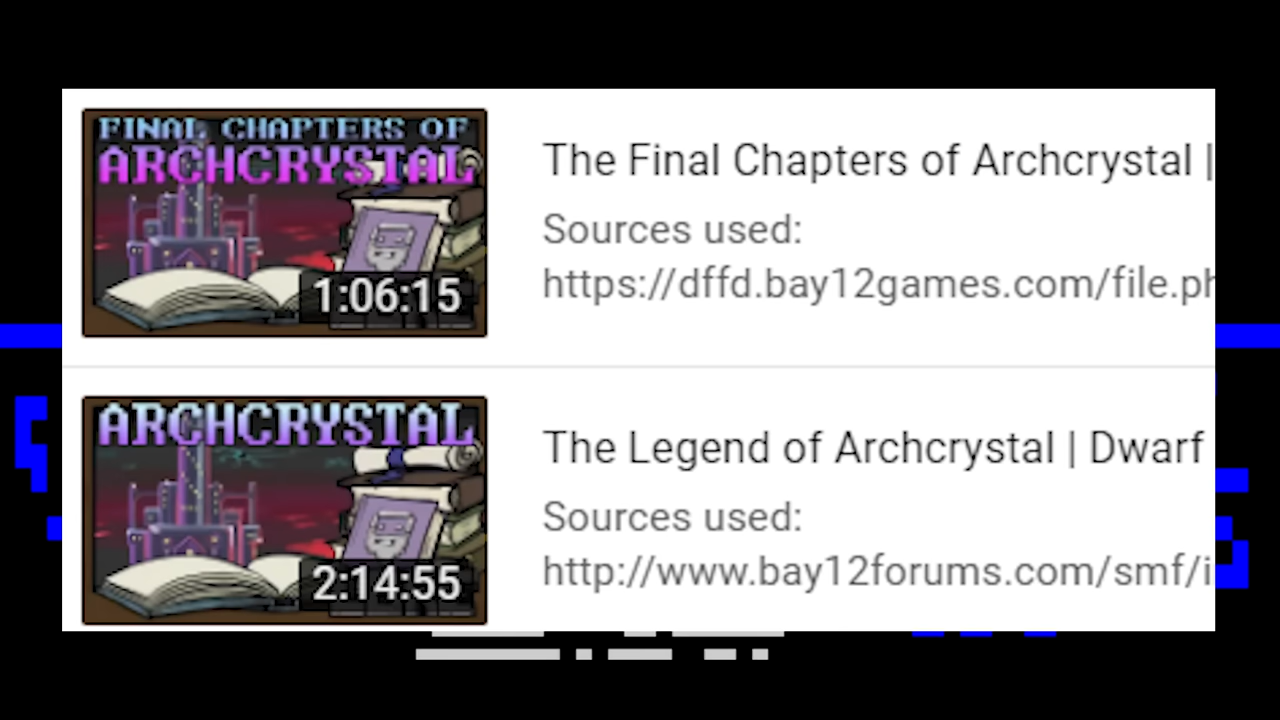 FINAL CHAPTERS OF
ARCHCRYSTAL
1:06:15
The Final Chapters of Archcrystal |
Sources used:
https://dffd.bay12games.com/file.ph
ARCHCRYSTAL
2:14:55
The Legend of Archcrystal | Dwarf
Sources used:
http://www.bay12forums.com/smf/i